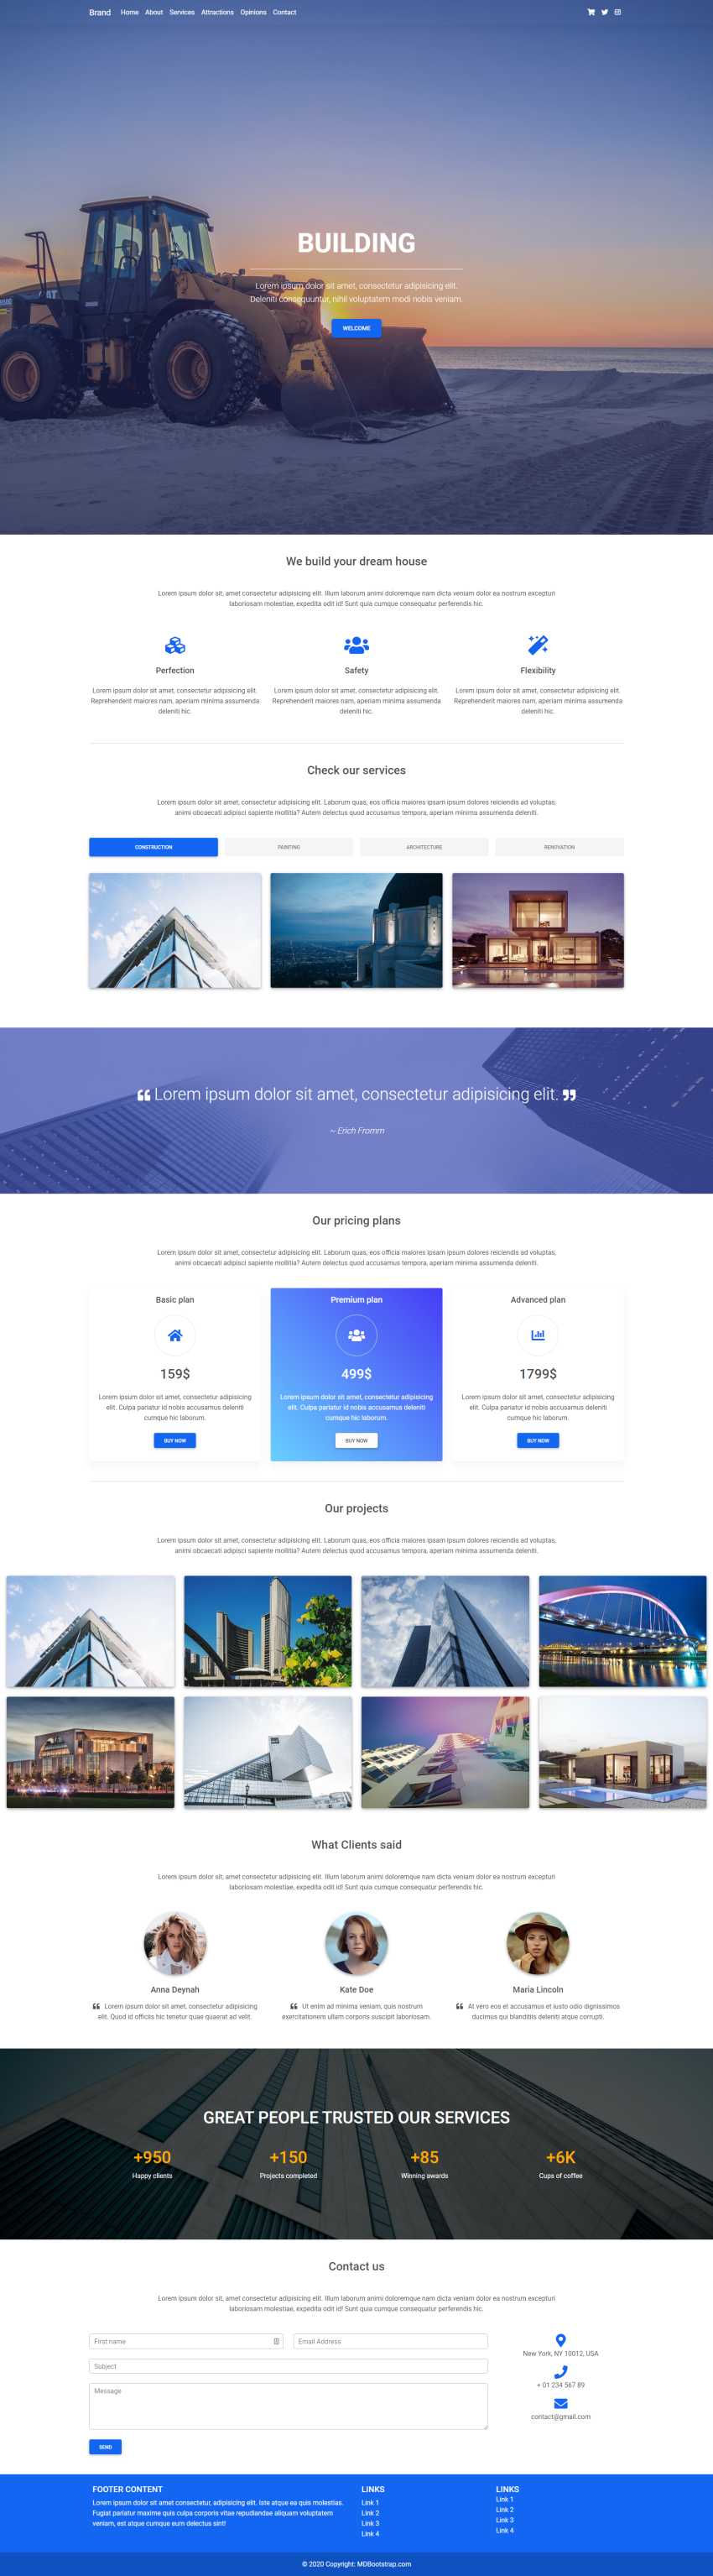 Brand Home About Services Attractions Opinions Contact
BUILDING
Lorem ipsum dolor sit amet, consectetur adipisicing elit.
Deleniti consequuntur, nihil voluptatem modi nobis veniam.
WELCOME
We build your dream house
Lorem ipsum dolor sit, amet consectetur adipisicing elit. Illum laborum animi doloremque nam dicta veniam dolor ea nostrum excepturi
laboriosam molestiae, expedita odit id! Sunt quia cumque consequatur perferendis hic.
Perfection
Lorem ipsum dolor sit amet, consectetur adipisicing elit.
Reprehenderit maiores nam, aperiam minima assumenda
deleniti hic.
Safety
Lorem ipsum dolor sit amet, consectetur adipisicing elit.
Reprehenderit maiores nam, aperiam minima assumenda
deleniti hic.
Flexibility
Lorem ipsum dolor sit amet, consectetur adipisicing elit.
Reprehenderit maiores nam, aperiam minima assumenda
deleniti hic.
Check our services
Lorem ipsum dolor sit amet, consectetur adipisicing elit. Laborum quas, eos officia maiores ipsam ipsum dolores reiciendis ad voluptas,
animi obcaecati adipisci sapiente mollitia? Autem delectus quod accusamus tempora, aperiam minima assumenda deleniti.
CONSTRUCTION PAINTING ARCHITECTURE RENOVATION
Lorem ipsum dolor sit amet, consectetur adipisicing elit.
~ Erich Fromm
Our pricing plans
Lorem ipsum dolor sit amet, consectetur adipisicing elit. Laborum quas, eos officia maiores ipsam ipsum dolores reiciendis ad voluptas,
animi obcaecati adipisci sapiente mollitia? Autem delectus quod accusamus tempora, aperiam minima assumenda deleniti.
Basic plan
159$
Lorem ipsum dolor sit amet, consectetur adipisicing
elit. Culpa pariatur id nobis accusamus deleniti
cumque hic laborum.
BUY NOW
Premium plan
499$
Lorem ipsum dolor sit amet, consectetur adipisicing
elit. Culpa pariatur id nobis accusamus deleniti
cumque hic laborum.
BUY NOW
Advanced plan
1799$
Lorem ipsum dolor sit amet, consectetur adipisicing
elit. Culpa pariatur id nobis accusamus deleniti
cumque hic laborum.
BUY NOW
Our projects
Lorem ipsum dolor sit amet, consectetur adipisicing elit. Laborum quas, eos officia maiores ipsam ipsum dolores reiciendis ad voluptas,
animi obcaecati adipisci sapiente mollitia? Autem delectus quod accusamus tempora, aperiam minima assumenda deleniti.
What Clients said
Lorem ipsum dolor sit, amet consectetur adipisicing elit. Illum laborum animi doloremque nam dicta veniam dolor ea nostrum excepturi
laboriosam molestiae, expedita odit id! Sunt quia cumque consequatur perferendis hic.
Anna Deynah
Lorem ipsum dolor sit amet, consectetur adipisicing
elit. Quod id officiis hic tenetur quae quaerat ad velit.
Kate Doe
Ut enim ad minima veniam, quis nostrum
exercitationem ullam corporis suscipit laboriosam.
Maria Lincoln
At vero eos et accusamus et iusto odio dignissimos
ducimus qui blanditiis deleniti atque corrupti.
GREAT PEOPLE TRUSTED OUR SERVICES
+950
Happy clients
+150
Projects completed
+85
Winning awards
+6K
Cups of coffee
Contact us
Lorem ipsum dolor sit, amet consectetur adipisicing elit. Illum laborum animi doloremque nam dicta veniam dolor ea nostrum excepturi
laboriosam molestiae, expedita odit id! Sunt quia cumque consequatur perferendis hic.
First name
Email Address
Subject
Message
SEND
New York, NY 10012, USA
+ 01 234 567 89
contact@gmail.com
FOOTER CONTENT
Lorem ipsum dolor sit amet consectetur, adipisicing elit. Iste atque ea quis molestias.
Fugiat pariatur maxime quis culpa corporis vitae repudiandae aliquam voluptatem
veniam, est atque cumque eum delectus sint!
LINKS
Link 1
Link 2
Link 3
Link 4
LINKS
Link 1
Link 2
Link 3
Link 4
© 2020 Copyright: MDBootstrap.com